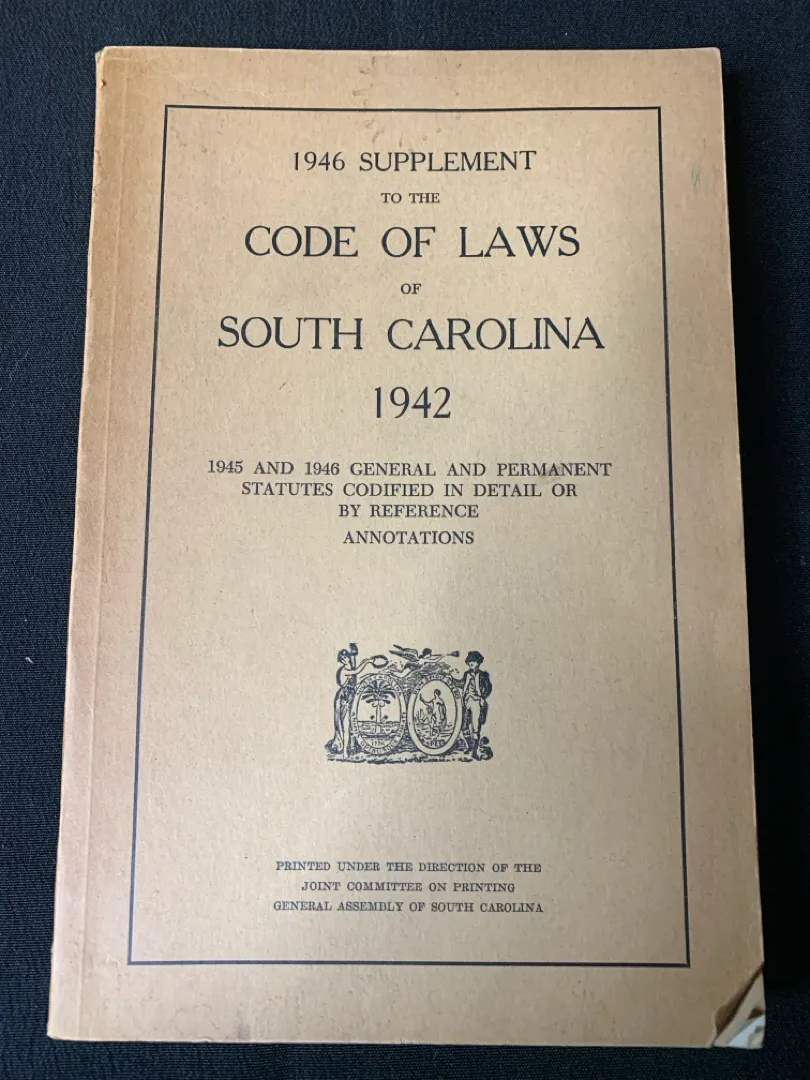 1946 SUPPLEMENT
TO THE
CODE OF LAWS
OF
SOUTH CAROLINA
1942
1945 AND 1946 GENERAL AND PERMANENT
STATUTES CODIFIED IN DETAIL OR
BY REFERENCE
ANNOTATIONS
PRINTED UNDER THE DIRECTION OF THE
JOINT COMMITTEE ON PRINTING
GENERAL ASSEMBLY OF SOUTH CAROLINA